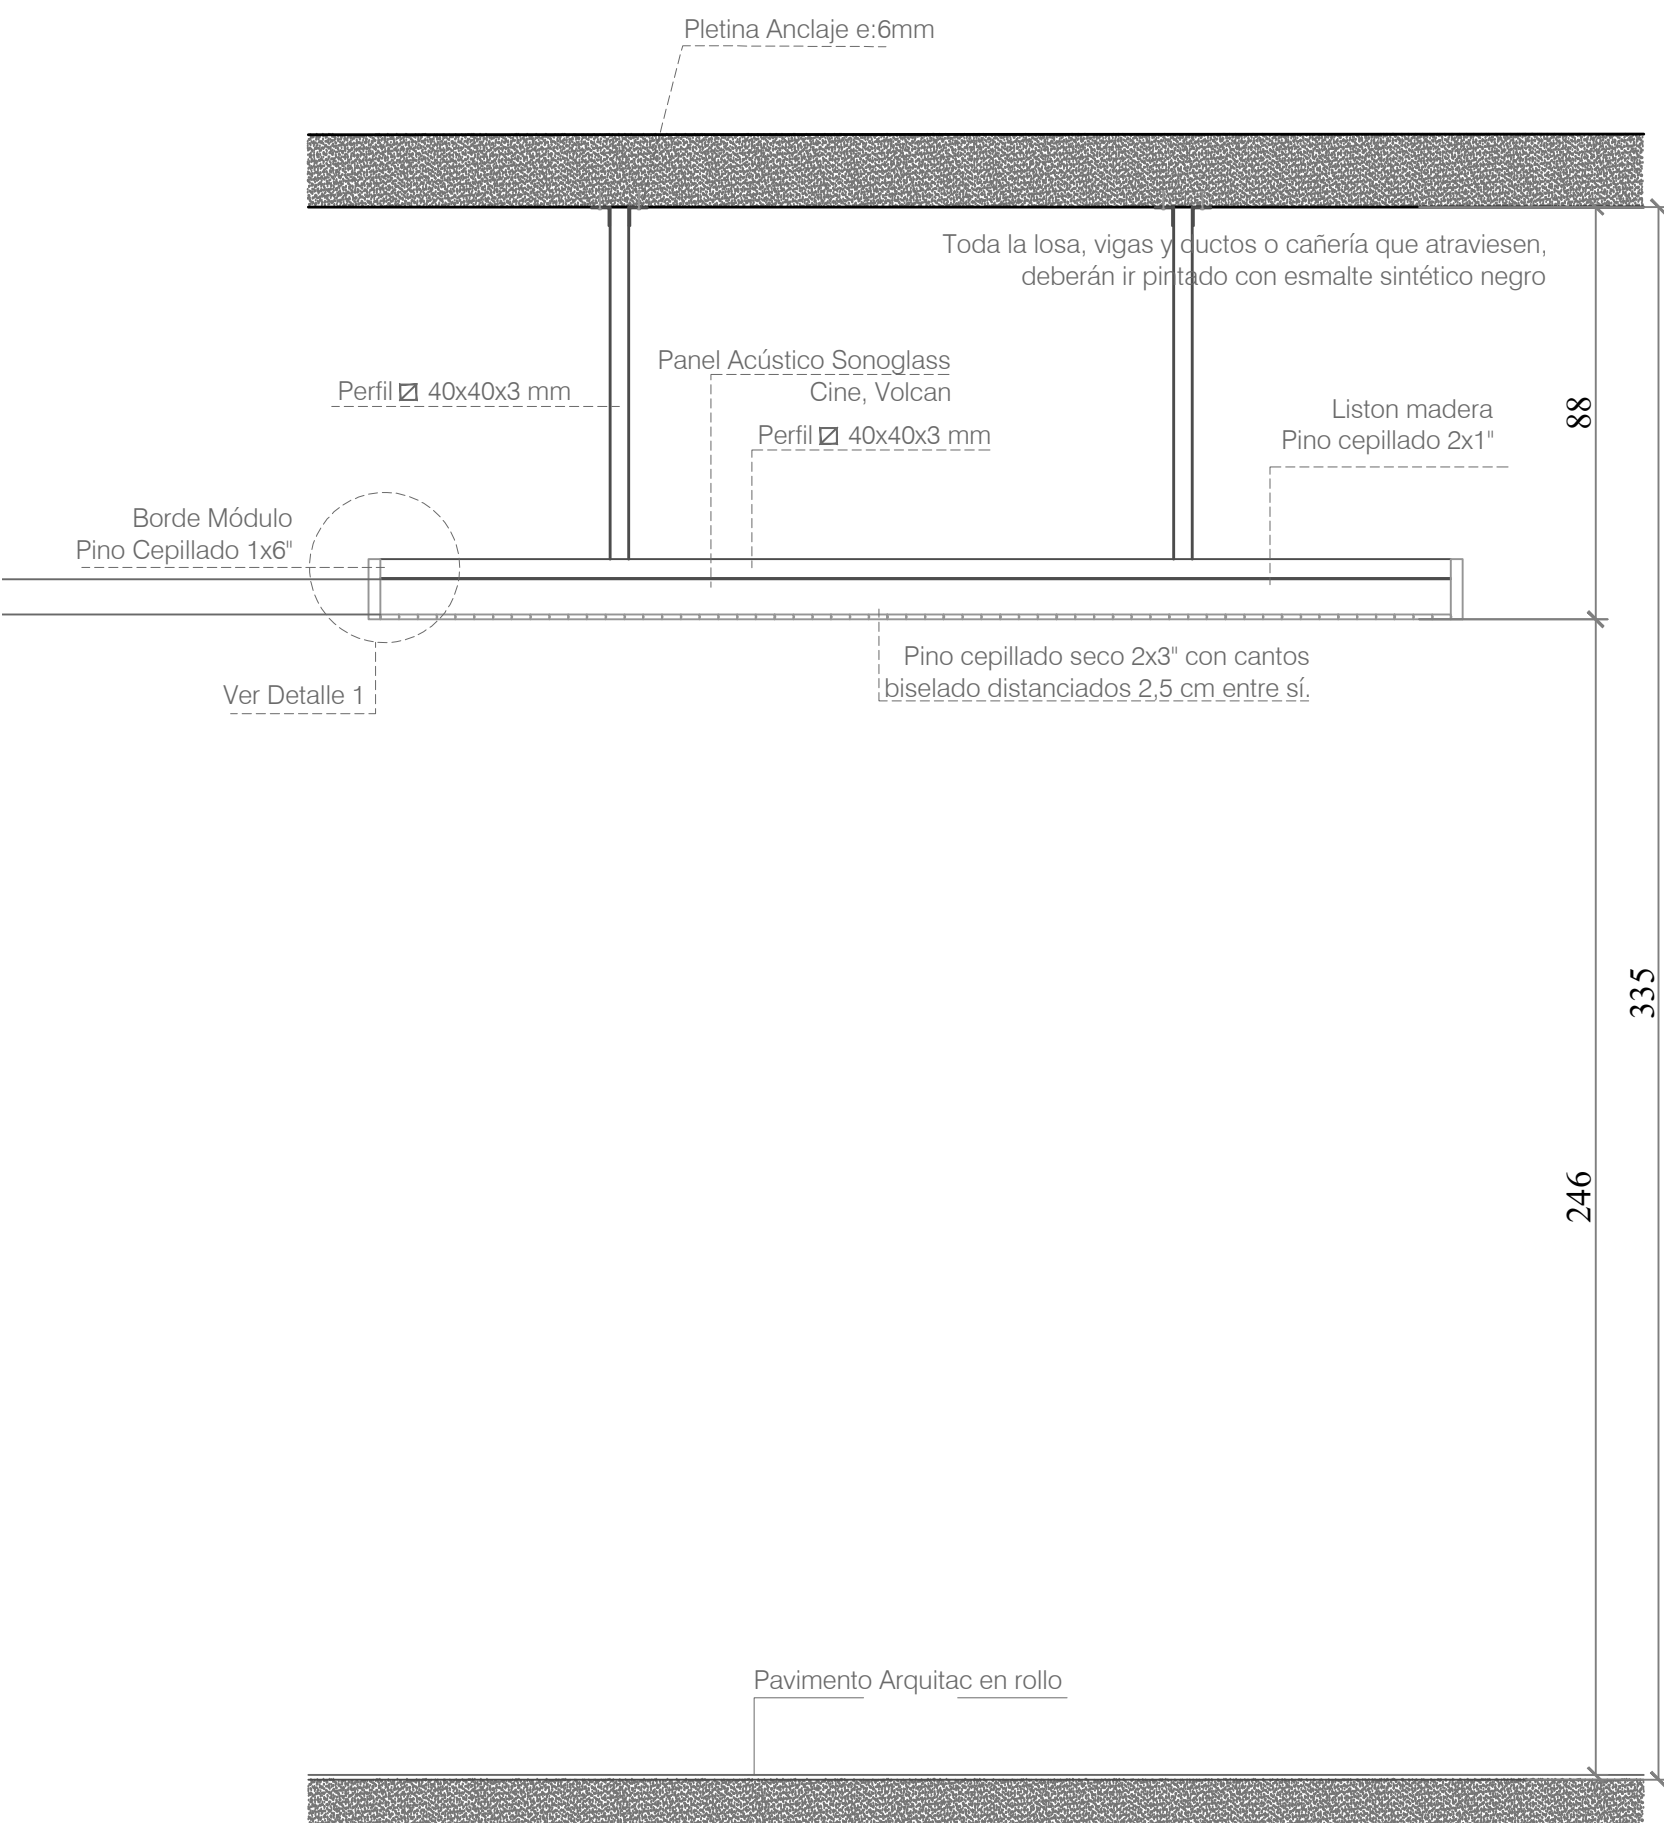 Pletina Anclaje e:6mm
Toda la losa, vigas y ductos o cañería que atraviesen,
deberán ir pintado con esmalte sintético negro
Panel Acústico Sonoglass
Cine, Volcan
Perfil 40x40x3 mm
Perfil 40x40x3 mm
Liston madera
Pino cepillado 2x1"
88
Borde Módulo
Pino Cepillado 1x6"
Pino cepillado seco 2x3" con cantos
biselado distanciados 2,5 cm entre sí.
Ver Detalle 1
335
246
Pavimento Arquitac en rollo